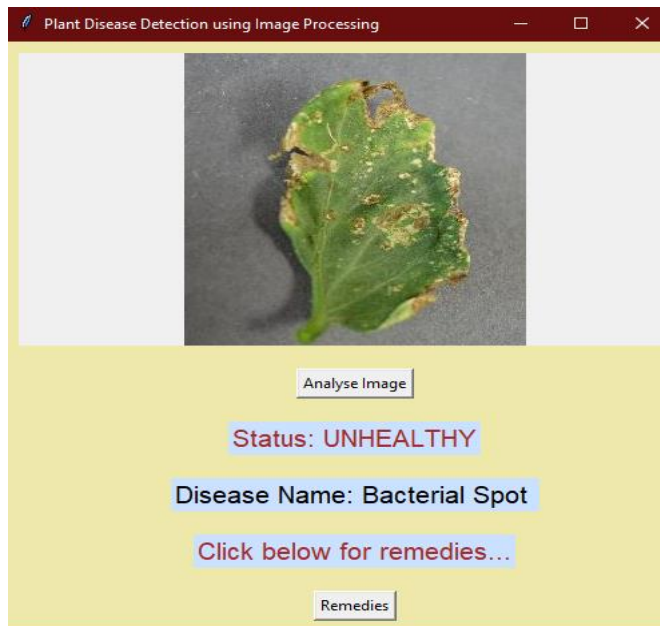 Plant Disease Detection using Image Processing
Analyse Image
Status: UNHEALTHY
Disease Name: Bacterial Spot
Click below for remedies...
Remedies